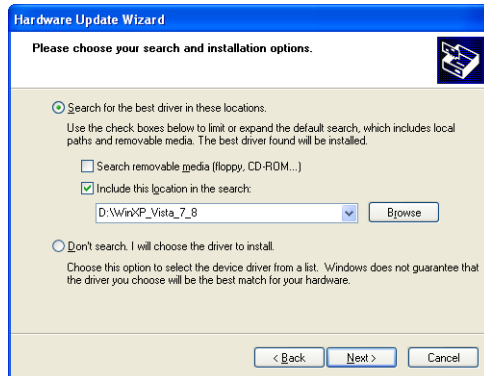 Hardware Update Wizard
Please choose your search and installation options.
Search for the best driver in these locations.
Use the check boxes below to limit or expand the default search, which includes local
paths and removable media. The best driver found will be installed.
Search removable media (floppy, CD-ROM...)
Include this location in the search:
D:\WinXP_Vista_7_8
Browse
Don't search. I will choose the driver to install.
Choose this option to select the device driver from a list. Windows does not guarantee that
the driver you choose will be the best match for your hardware.
< Back Next > Cancel